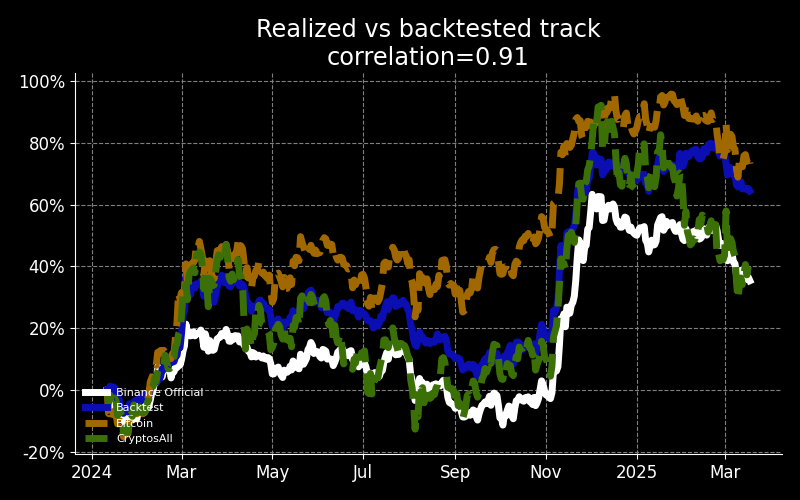 Realized vs backtested track
correlation=0.91
100%
80%
60%
40%
20%
0%
-20%
Binance Official
Backtest
Bitcoin
CryptosAll
2024 Mar May Jul Sep Nov 2025 Mar